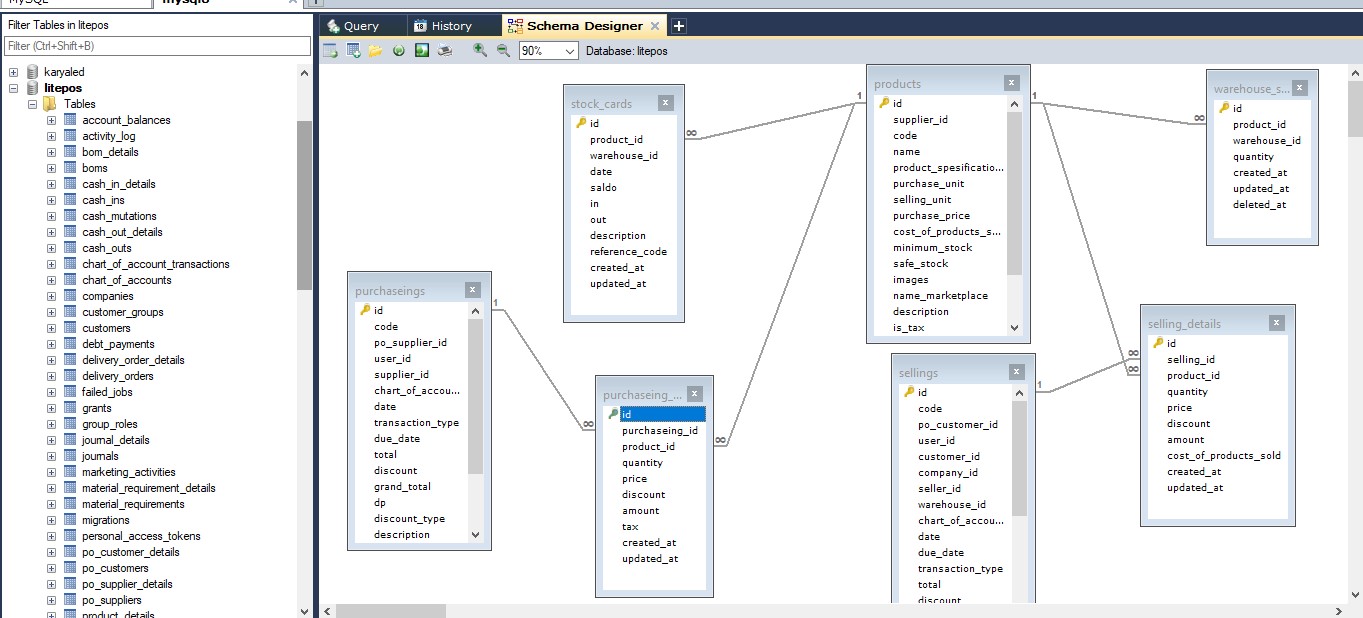 MySQL
mysql8
Filter Tables in litepos
Filter (Ctrl+Shift+B)
karyaled
litepos
Tables
account_balances
activity_log
bom_details
boms
cash_in_details
cash_ins
cash_mutations
cash_out_details
cash_outs
chart_of_account_transactions
chart_of_accounts
companies
customer_groups
customers
debt_payments
delivery_order_details
delivery_orders
failed_jobs
grants
group_roles
journal_details
journals
marketing_activities
material_requirement_details
material_requirements
migrations
personal_access_tokens
po_customer_details
po_customers
po_supplier_details
po_suppliers
product_details
Query
History
Schema Designer
90%
Database: litepos
stock_cards
id
product_id
warehouse_id
date
saldo
in
out
description
reference_code
created_at
updated_at
products
id
supplier_id
code
name
product_spesificatio...
purchase_unit
selling_unit
purchase_price
cost_of_products_s...
minimum_stock
safe_stock
images
name_marketplace
description
is_tax
warehouse_s...
id
product_id
warehouse_id
quantity
created_at
updated_at
deleted_at
purchaseings
id
code
po_supplier_id
user_id
supplier_id
chart_of_accou...
date
transaction_type
due_date
total
discount
grand_total
dp
discount_type
description
purchaseing_...
id
purchaseing_id
product_id
quantity
price
discount
amount
tax
created_at
updated_at
sellings
id
code
po_customer_id
user_id
customer_id
company_id
seller_id
warehouse_id
chart_of_accou...
date
due_date
transaction_type
total
discount
selling_details
id
selling_id
product_id
quantity
price
discount
amount
cost_of_products_sold
created_at
updated_at
1
∞
1
∞
∞
1
∞
∞
∞
1